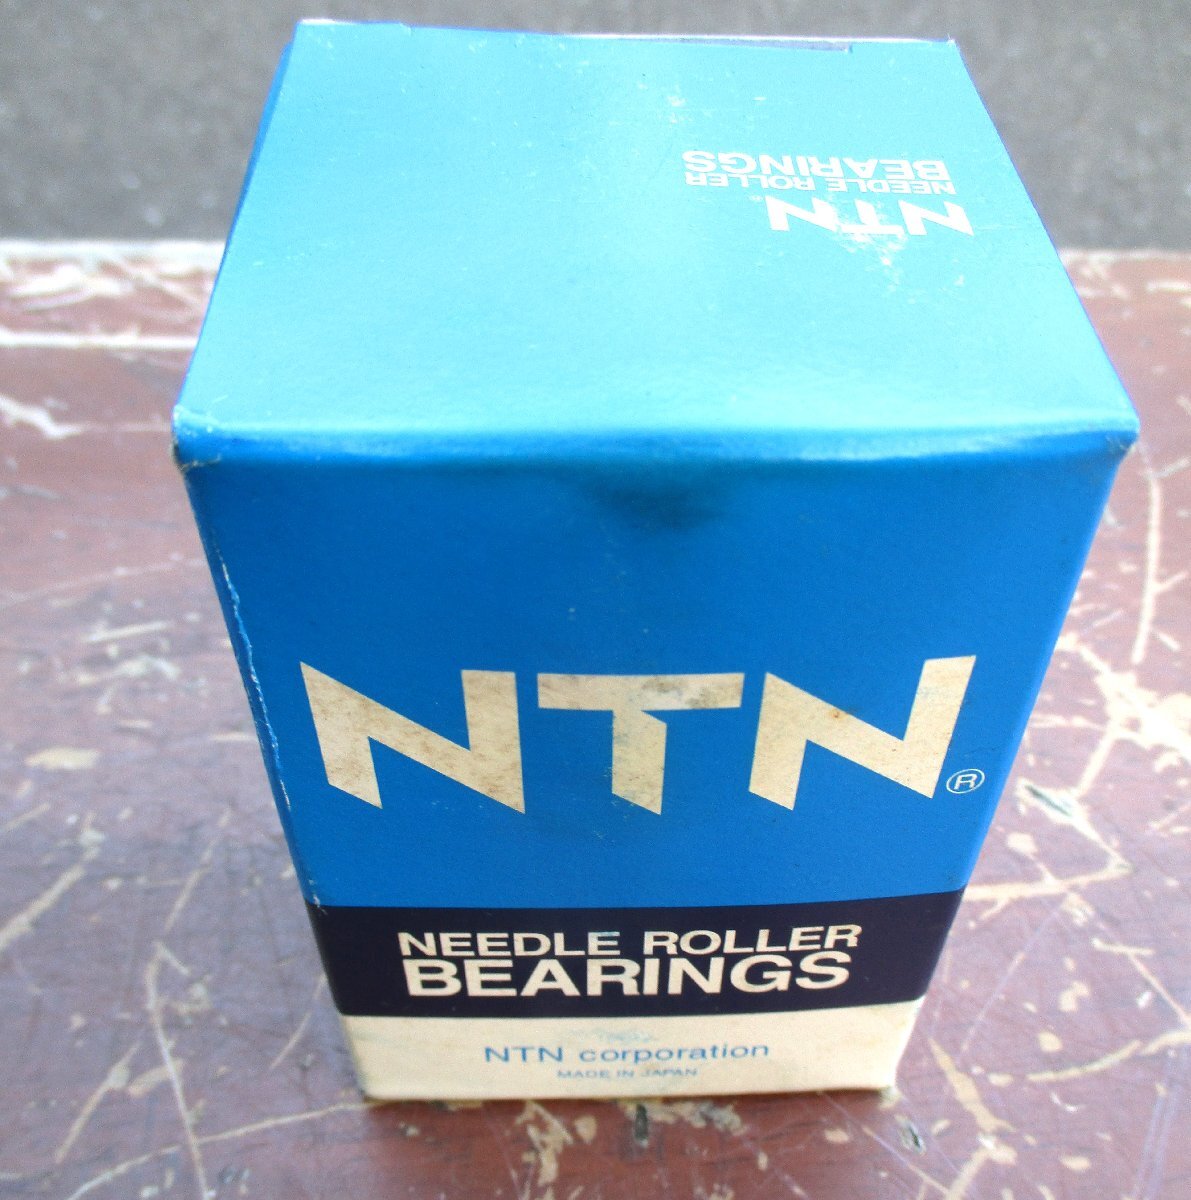 NTN
NEEDLE ROLLER
BEARINGS
NTN®
NEEDLE ROLLER
BEARINGS
NTN corporation
MADE IN JAPAN